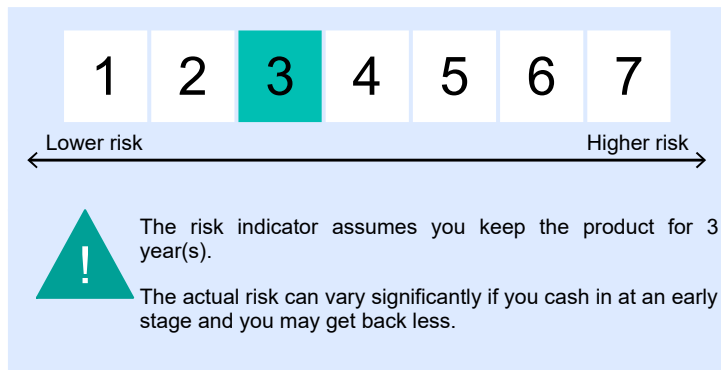 1 2 3 4 5 6 7
Lower risk Higher risk
The risk indicator assumes you keep the product for 3
year(s).
!
The actual risk can vary significantly if you cash in at an early
stage and you may get back less.